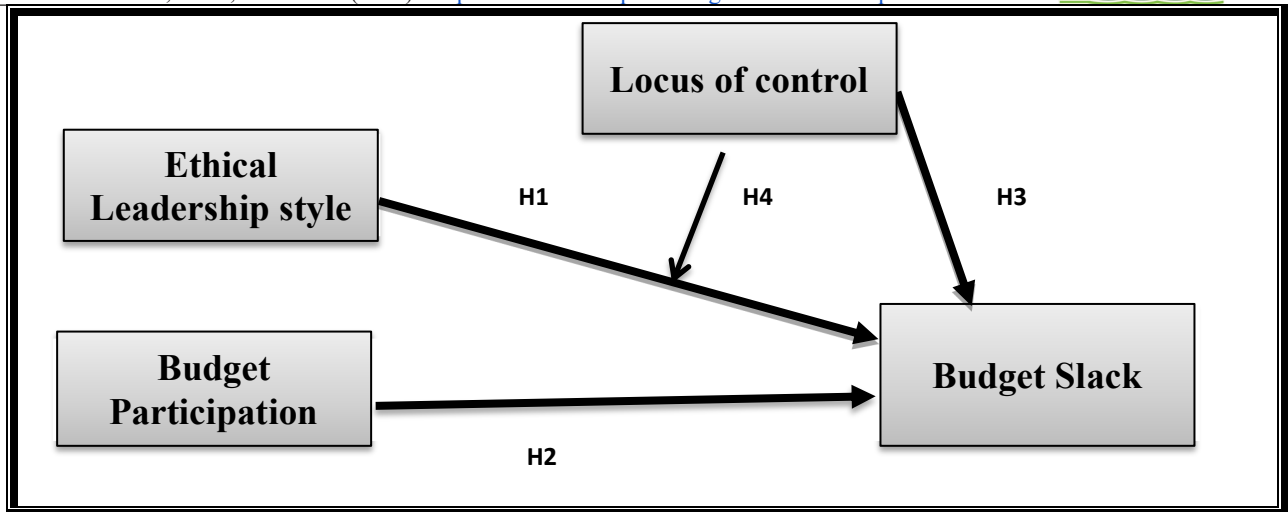 Locus of control
Ethical
Leadership style
H1
H4
H3
Budget
Participation
Budget Slack
H2